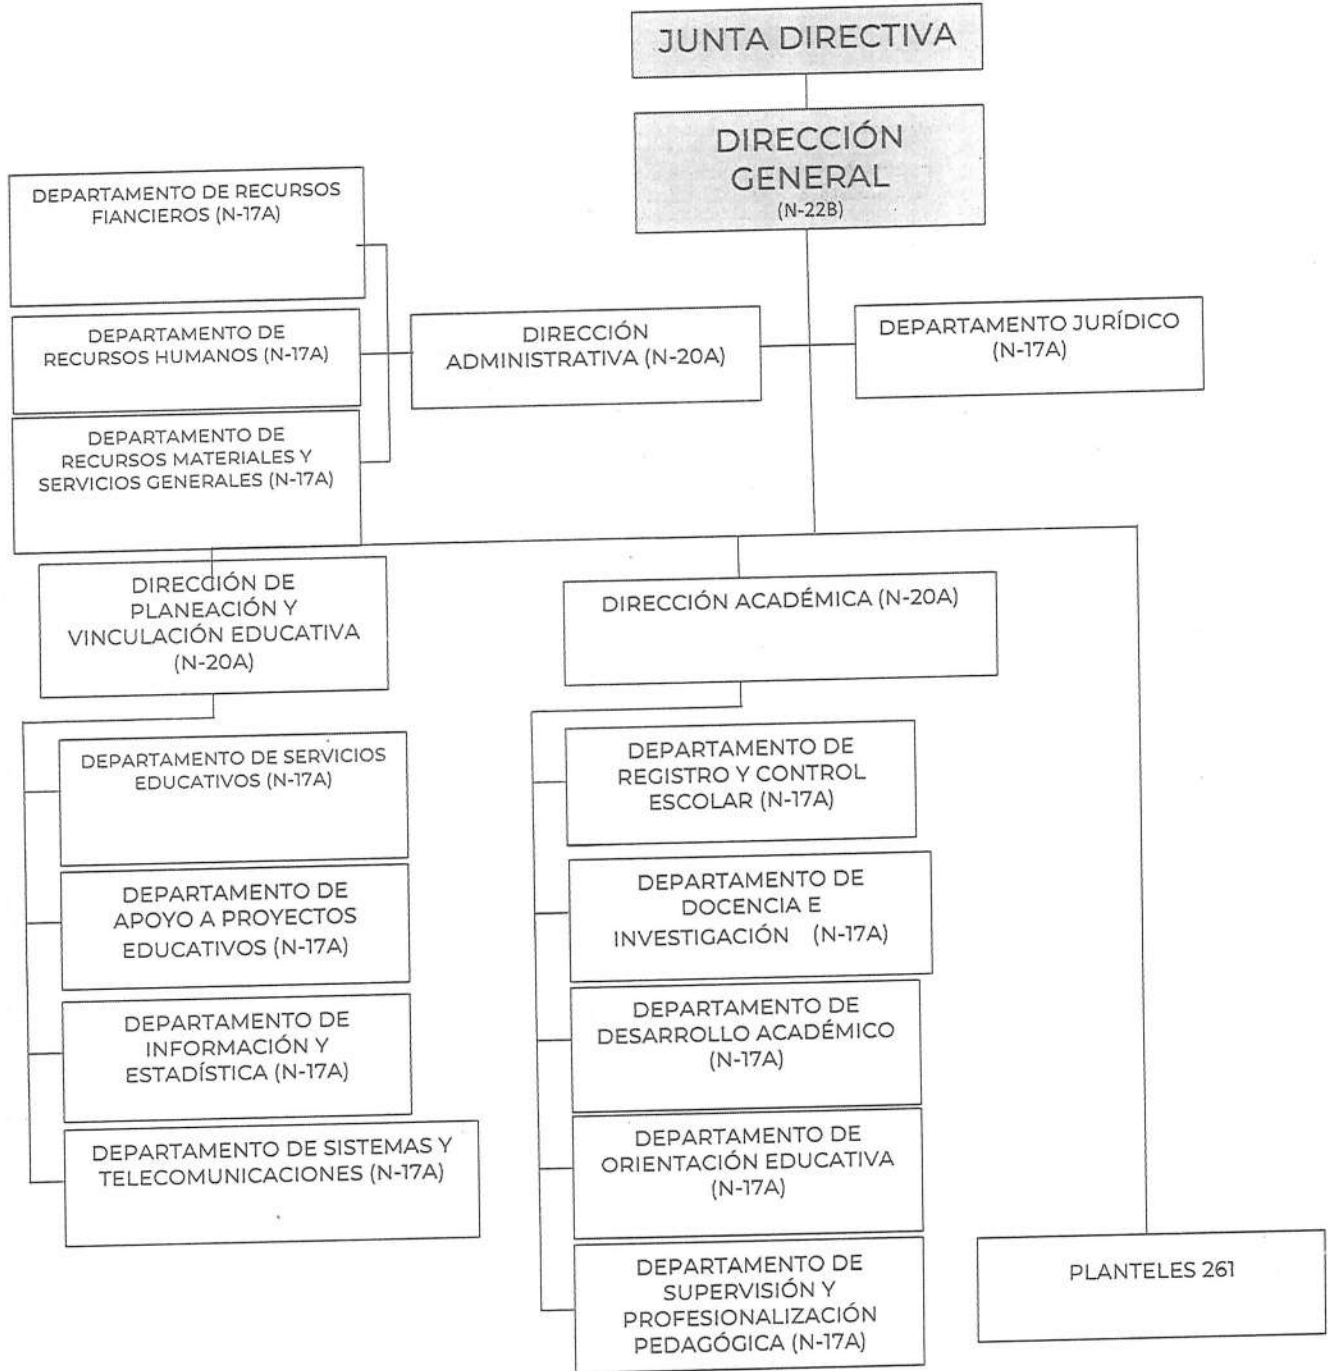 JUNTA DIRECTIVA
DIRECCIÓN
GENERAL
(N-22B)
DEPARTAMENTO DE RECURSOS
FIANCIEROS (N-17A)
DEPARTAMENTO DE
RECURSOS HUMANOS (N-17A)
DEPARTAMENTO DE
RECURSOS MATERIALES Y
SERVICIOS GENERALES (N-17A)
DIRECCIÓN
ADMINISTRATIVA (N-20A)
DEPARTAMENTO JURÍDICO
(N-17A)
DIRECCIÓN DE
PLANEACIÓN Y
VINCULACIÓN EDUCATIVA
(N-20A)
DEPARTAMENTO DE SERVICIOS
EDUCATIVOS (N-17A)
DEPARTAMENTO DE
APOYO A PROYECTOS
EDUCATIVOS (N-17A)
DEPARTAMENTO DE
INFORMACIÓN Y
ESTADÍSTICA (N-17A)
DEPARTAMENTO DE SISTEMAS Y
TELECOMUNICACIONES (N-17A)
DIRECCIÓN ACADÉMICA (N-20A)
DEPARTAMENTO DE
REGISTRO Y CONTROL
ESCOLAR (N-17A)
DEPARTAMENTO DE
DOCENCIA E
INVESTIGACIÓN (N-17A)
DEPARTAMENTO DE
DESARROLLO ACADÉMICO
(N-17A)
DEPARTAMENTO DE
ORIENTACIÓN EDUCATIVA
(N-17A)
DEPARTAMENTO DE
SUPERVISIÓN Y
PROFESIONALIZACIÓN
PEDAGÓGICA (N-17A)
PLANTELES 261